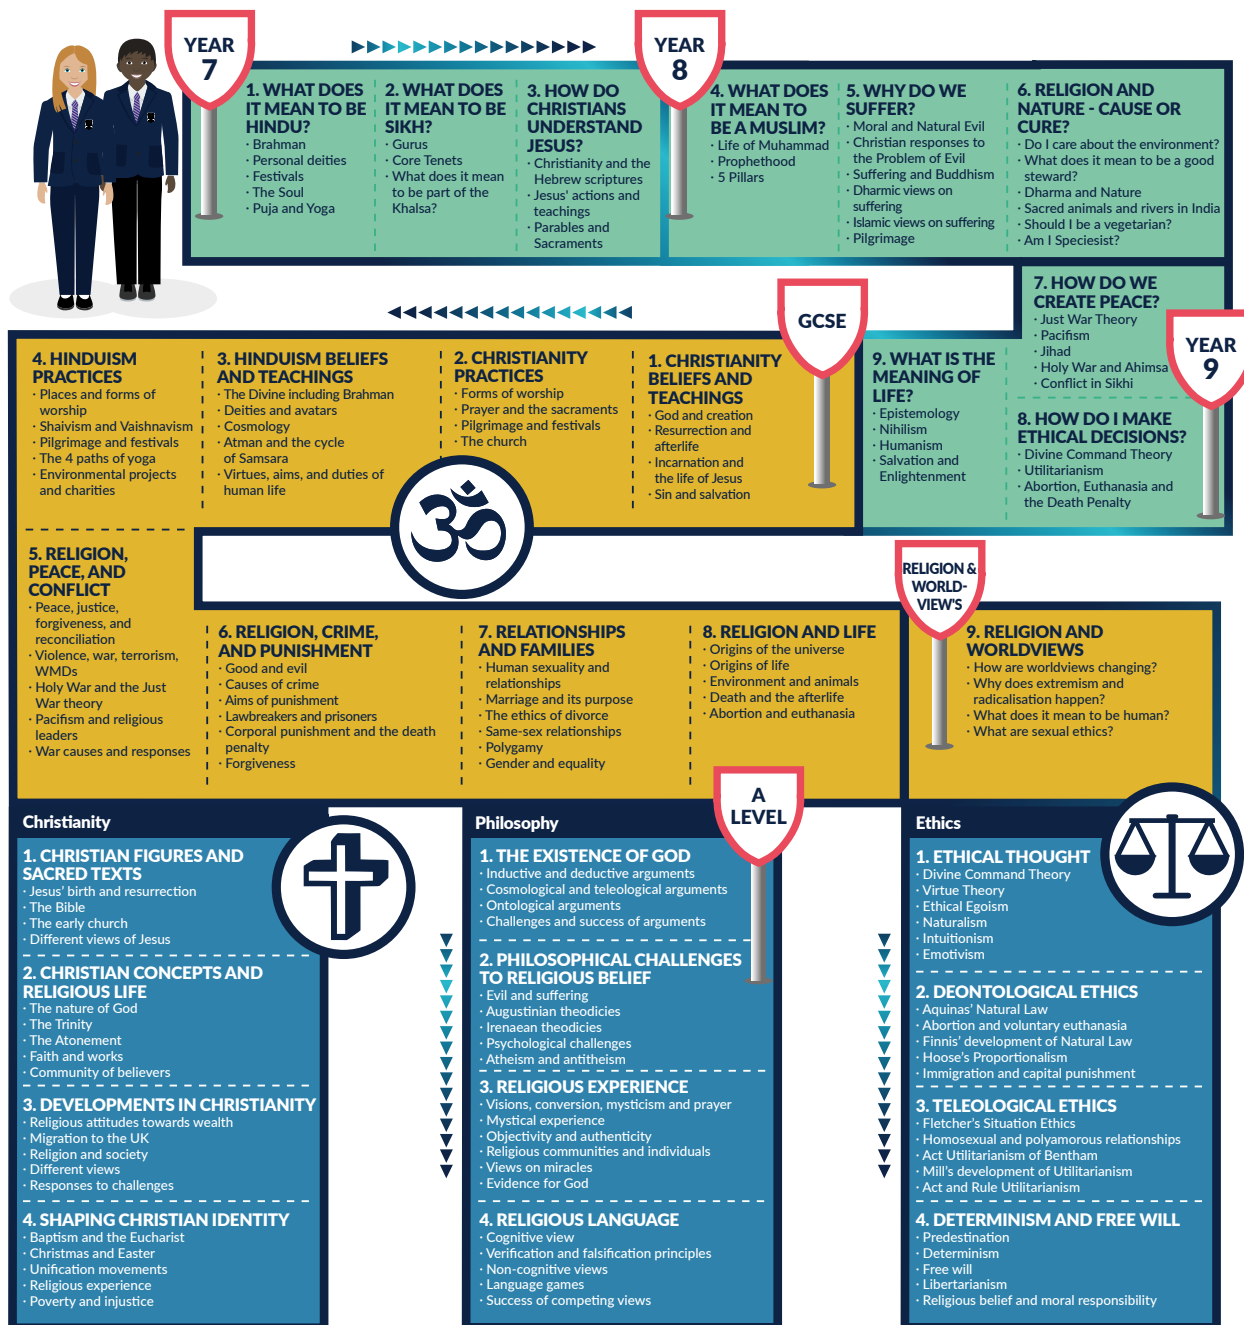 YEAR
7
1. WHAT DOES
IT MEAN TO BE
HINDU?
· Brahman
· Personal deities
· Festivals
· The Soul
· Puja and Yoga
2. WHAT DOES
IT MEAN TO BE
SIKH?
· Gurus
· Core Tenets
· What does it mean
to be part of the
Khalsa?
3. HOW DO
CHRISTIANS
UNDERSTAND
JESUS?
· Christianity and the
Hebrew scriptures
· Jesus' actions and
teachings
· Parables and
Sacraments
YEAR
8
4. WHAT DOES
IT MEAN TO
BE A MUSLIM?
· Life of Muhammad
· Prophethood
· 5 Pillars
5. WHY DO WE
SUFFER?
· Moral and Natural Evil
· Christian responses to
the Problem of Evil
· Suffering and Buddhism
· Dharmic views on
suffering
· Islamic views on suffering
· Pilgrimage
6. RELIGION AND
NATURE - CAUSE OR
CURE?
· Do I care about the environment?
· What does it mean to be a good
steward?
· Dharma and Nature
· Sacred animals and rivers in India
· Should I be a vegetarian?
· Am I Speciesist?
7. HOW DO WE
CREATE PEACE?
· Just War Theory
· Pacifism
· Jihad
· Holy War and Ahimsa
· Conflict in Sikhi
YEAR
9
8. HOW DO I MAKE
ETHICAL DECISIONS?
· Divine Command Theory
· Utilitarianism
· Abortion, Euthanasia and
the Death Penalty
9. WHAT IS THE
MEANING OF
LIFE?
· Epistemology
· Nihilism
· Humanism
· Salvation and
Enlightenment
GCSE
1. CHRISTIANITY
BELIEFS AND
TEACHINGS
· God and creation
· Resurrection and
afterlife
· Incarnation and
the life of Jesus
· Sin and salvation
2. CHRISTIANITY
PRACTICES
· Forms of worship
· Prayer and the sacraments
· Pilgrimage and festivals
· The church
3. HINDUISM BELIEFS
AND TEACHINGS
· The Divine including Brahman
· Deities and avatars
· Cosmology
· Atman and the cycle
of Samsara
· Virtues, aims, and duties of
human life
4. HINDUISM
PRACTICES
· Places and forms of
worship
· Shaivism and Vaishnavism
· Pilgrimage and festivals
· The 4 paths of yoga
· Environmental projects
and charities
ॐ
5. RELIGION,
PEACE, AND
CONFLICT
· Peace, justice,
forgiveness, and
reconciliation
· Violence, war, terrorism,
WMDs
· Holy War and the Just
War theory
· Pacifism and religious
leaders
· War causes and responses
6. RELIGION, CRIME,
AND PUNISHMENT
· Good and evil
· Causes of crime
· Aims of punishment
· Lawbreakers and prisoners
· Corporal punishment and the death
penalty
· Forgiveness
7. RELATIONSHIPS
AND FAMILIES
· Human sexuality and
relationships
· Marriage and its purpose
· The ethics of divorce
· Same-sex relationships
· Polygamy
· Gender and equality
8. RELIGION AND LIFE
· Origins of the universe
· Origins of life
· Environment and animals
· Death and the afterlife
· Abortion and euthanasia
RELIGION &
WORLD-
VIEW'S
9. RELIGION AND
WORLDVIEWS
· How are worldviews changing?
· Why does extremism and
radicalisation happen?
· What does it mean to be human?
· What are sexual ethics?
A
LEVEL
Christianity
1. CHRISTIAN FIGURES AND
SACRED TEXTS
· Jesus' birth and resurrection
· The Bible
· The early church
· Different views of Jesus
2. CHRISTIAN CONCEPTS AND
RELIGIOUS LIFE
· The nature of God
· The Trinity
· The Atonement
· Faith and works
· Community of believers
3. DEVELOPMENTS IN CHRISTIANITY
· Religious attitudes towards wealth
· Migration to the UK
· Religion and society
· Different views
· Responses to challenges
4. SHAPING CHRISTIAN IDENTITY
· Baptism and the Eucharist
· Christmas and Easter
· Unification movements
· Religious experience
· Poverty and injustice
Philosophy
1. THE EXISTENCE OF GOD
· Inductive and deductive arguments
· Cosmological and teleological arguments
· Ontological arguments
· Challenges and success of arguments
2. PHILOSOPHICAL CHALLENGES
TO RELIGIOUS BELIEF
· Evil and suffering
· Augustinian theodicies
· Irenaean theodicies
· Psychological challenges
· Atheism and antitheism
3. RELIGIOUS EXPERIENCE
· Visions, conversion, mysticism and prayer
· Mystical experience
· Objectivity and authenticity
· Religious communities and individuals
· Views on miracles
· Evidence for God
4. RELIGIOUS LANGUAGE
· Cognitive view
· Verification and falsification principles
· Non-cognitive views
· Language games
· Success of competing views
Ethics
1. ETHICAL THOUGHT
· Divine Command Theory
· Virtue Theory
· Ethical Egoism
· Naturalism
· Intuitionism
· Emotivism
2. DEONTOLOGICAL ETHICS
· Aquinas' Natural Law
· Abortion and voluntary euthanasia
· Finnis' development of Natural Law
· Hoose's Proportionalism
· Immigration and capital punishment
3. TELEOLOGICAL ETHICS
· Fletcher's Situation Ethics
· Homosexual and polyamorous relationships
· Act Utilitarianism of Bentham
· Mill's development of Utilitarianism
· Act and Rule Utilitarianism
4. DETERMINISM AND FREE WILL
· Predestination
· Determinism
· Free will
· Libertarianism
· Religious belief and moral responsibility